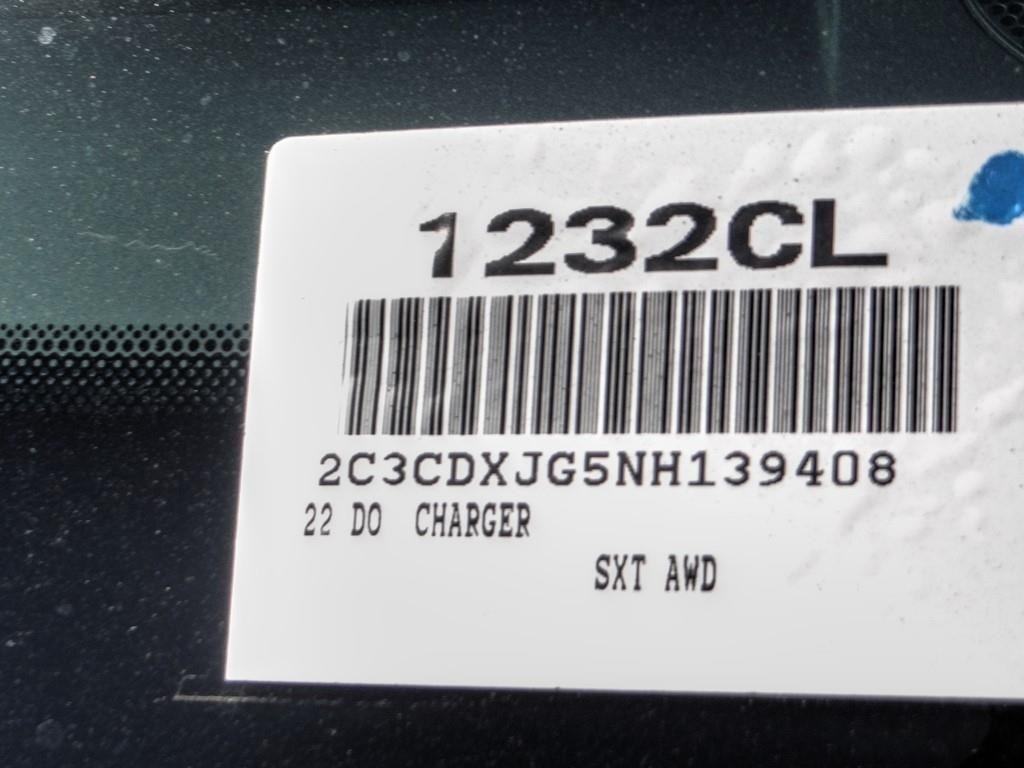 1232CL
2C3CDXJG5NH139408
22 DO CHARGER
SXT AWD